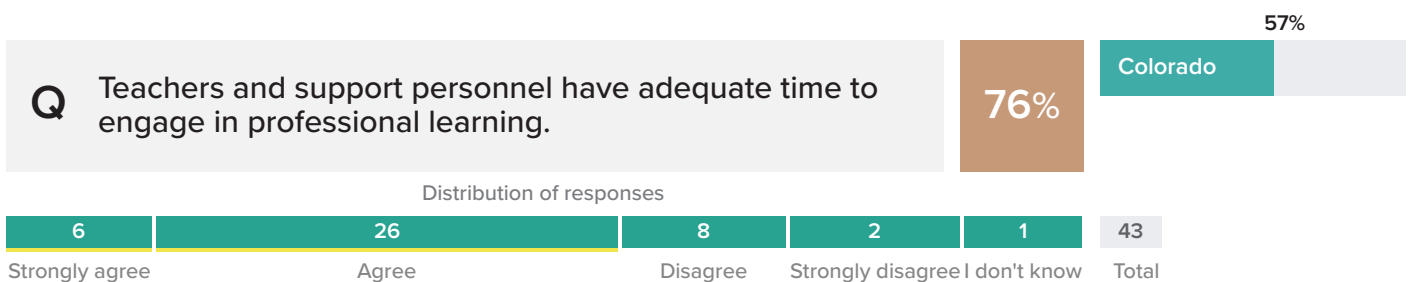 57%
Q
Teachers and support personnel have adequate time to
engage in professional learning.
76%
Colorado
Distribution of responses
6 26 8 2 1 43
Strongly agree Agree Disagree Strongly disagree I don't know Total